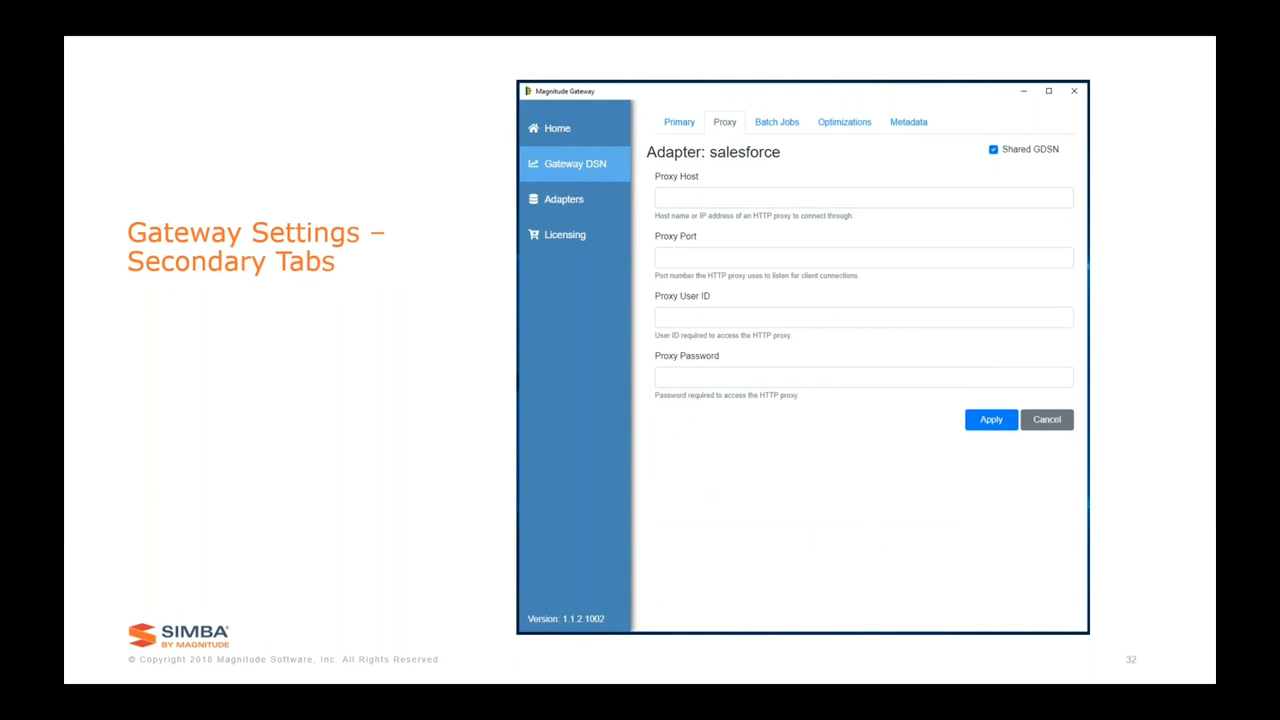 Gateway Settings –
Secondary Tabs
Magnitude Gateway
Home
Gateway DSN
Adapters
Licensing
Version: 1.1.2.1002
Primary Proxy Batch Jobs Optimizations Metadata
Adapter: salesforce
Shared GDSN
Proxy Host
Host name or IP address of an HTTP proxy to connect through.
Proxy Port
Port number the HTTP proxy uses to listen for client connections.
Proxy User ID
User ID required to access the HTTP proxy.
Proxy Password
Password required to access the HTTP proxy.
Apply Cancel
SIMBA
BY MAGNITUDE
© Copyright 2018 Magnitude Software, Inc. All Rights Reserved.
32